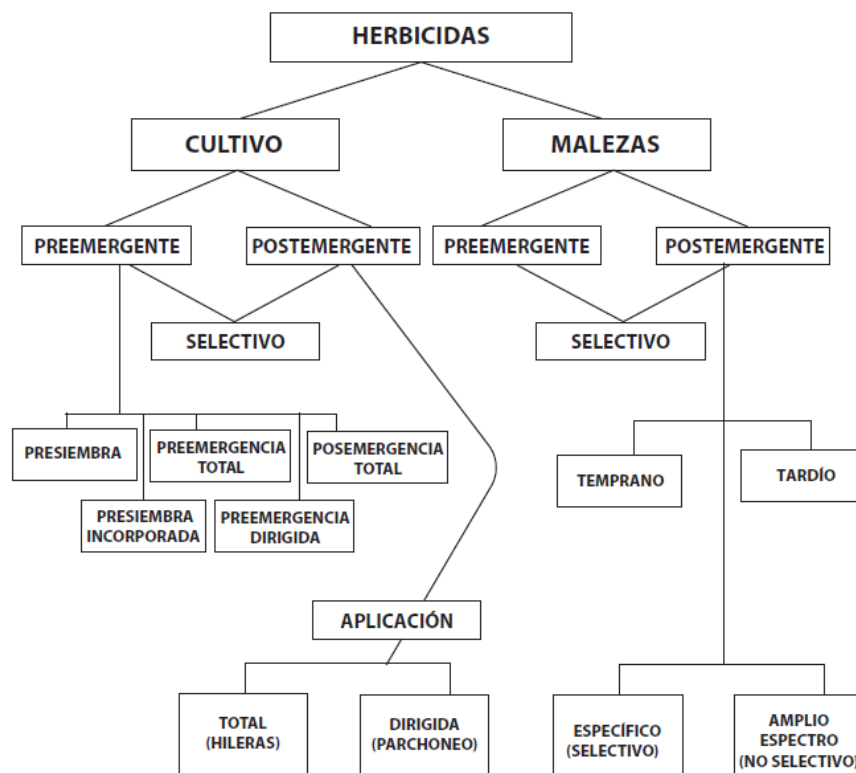 HERBICIDAS
CULTIVO
MALEZAS
PREEMERGENTE
POSTEMERGENTE
PREEMERGENTE
POSTEMERGENTE
SELECTIVO
SELECTIVO
PRESIEMBRA
PREEMERGENCIA
TOTAL
POSEMERGENCIA
TOTAL
TEMPRANO
TARDÍO
PRESIEMBRA
INCORPORADA
PREEMERGENCIA
DIRIGIDA
APLICACIÓN
TOTAL
(HILERAS)
DIRIGIDA
(PARCHONEO)
ESPECÍFICO
(SELECTIVO)
AMPLIO
ESPECTRO
(NO SELECTIVO)